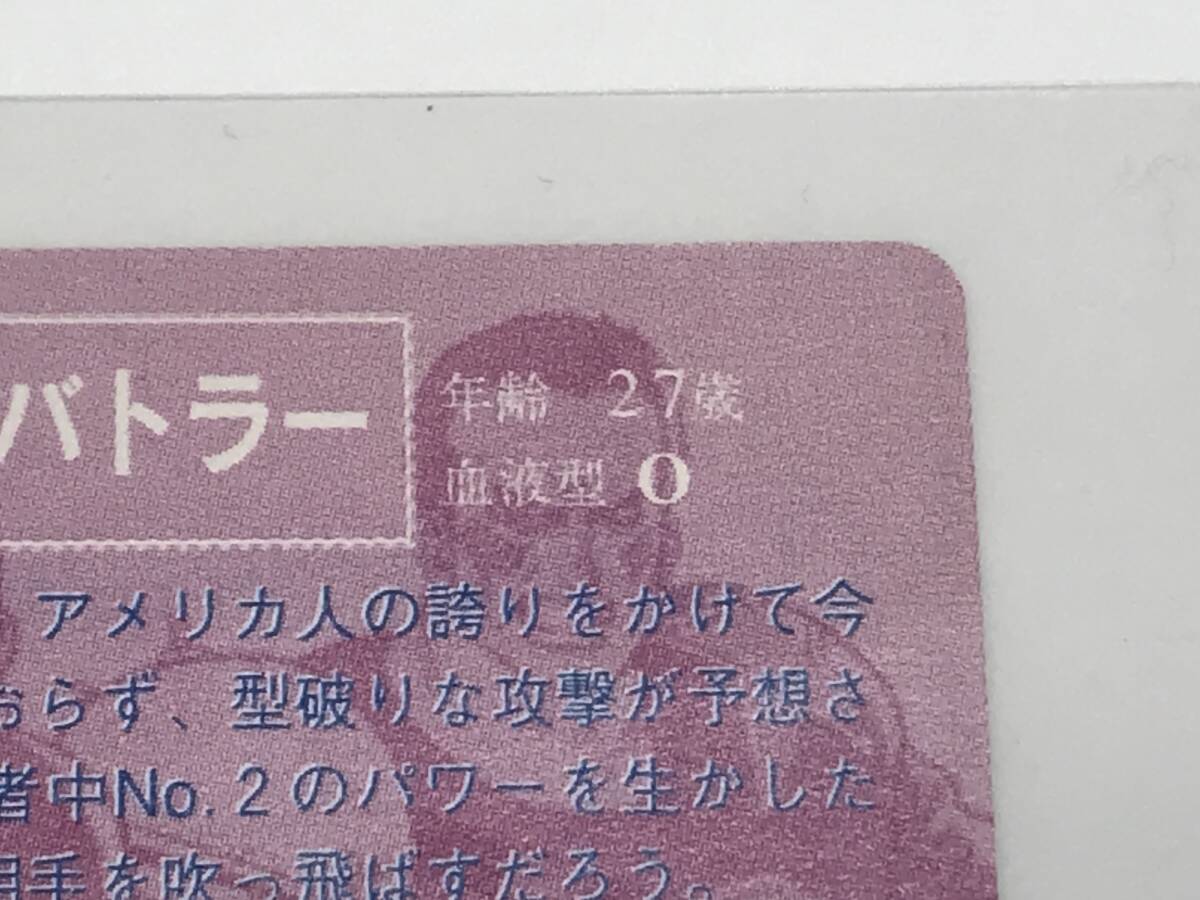 バトラー
年齢 27歳
血液型 O
アメリカ人の誇りをかけて今
おらず、型破りな攻撃が予想さ
者中No.2のパワーを生かした
相手を吹っ飛ばすだろう。